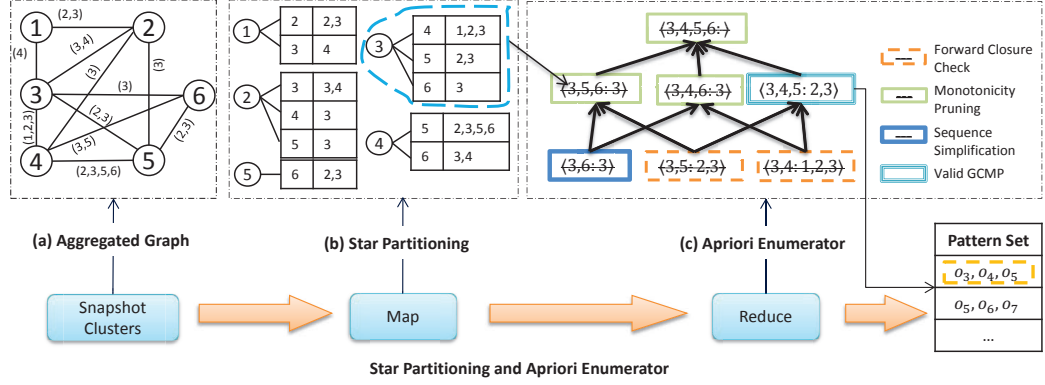 1
2
3
4
5
6
(2,3)
(4)
(3,4)
(3)
(3)
(3)
(1,2,3)
(2,3)
(3,5)
(2,3)
(2,3,5,6)
1
2 2,3
3 4
2
3 3,4
4 3
5 3
5
6 2,3
3
4 1,2,3
5 2,3
6 3
4
5 2,3,5,6
6 3,4
⟨3,4,5,6: ⟩
⟨3,5,6: 3⟩
⟨3,4,6: 3⟩
⟨3,4,5: 2,3⟩
⟨3,6: 3⟩
⟨3,5: 2,3⟩
⟨3,4: 1,2,3⟩
Forward Closure
Check
Monotonicity
Pruning
Sequence
Simplification
Valid GCMP
(a) Aggregated Graph
(b) Star Partitioning
(c) Apriori Enumerator
Snapshot
Clusters
Map
Reduce
Pattern Set
o₃, o₄, o₅
o₅, o₆, o₇
...
Star Partitioning and Apriori Enumerator